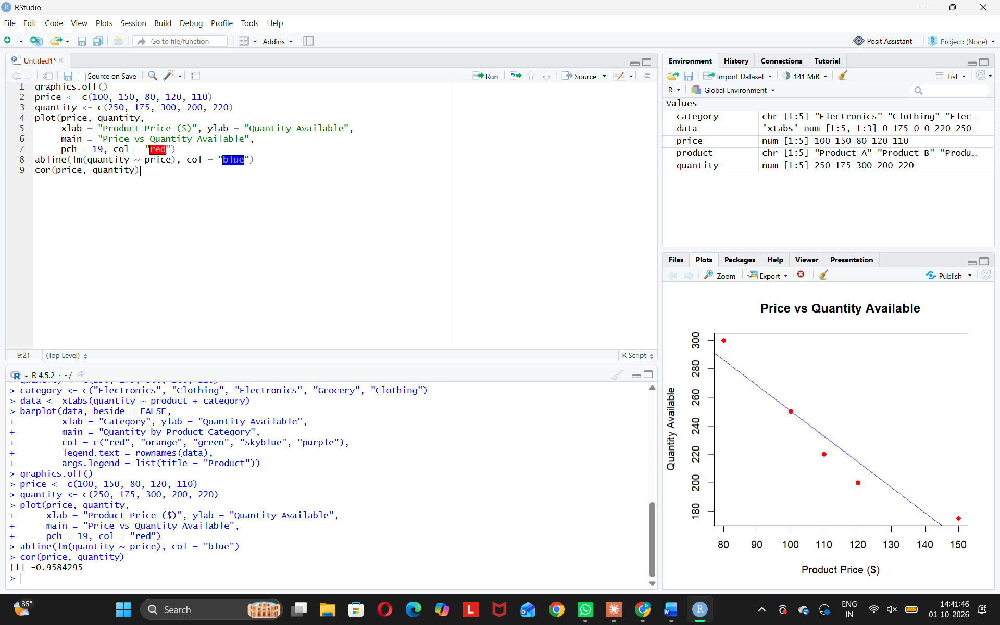 RStudio
File Edit Code View Plots Session Build Debug Profile Tools Help
Go to file/function Addins Posit Assistant Project: (None)
Untitled1*
Source on Save Run Source
1 graphics.off()
2 price <- c(100, 150, 80, 120, 110)
3 quantity <- c(250, 175, 300, 200, 220)
4 plot(price, quantity,
5 xlab = "Product Price ($)", ylab = "Quantity Available",
6 main = "Price vs Quantity Available",
7 pch = 19, col = "red")
8 abline(lm(quantity ~ price), col = "blue")
9 cor(price, quantity)
9:21 (Top Level) R Script
R 4.5.2 · ~/
> quantity <- c(250, 175, 300, 200, 220)
> category <- c("Electronics", "Clothing", "Electronics", "Grocery", "Clothing")
> data <- xtabs(quantity ~ product + category)
> barplot(data, beside = FALSE,
+ xlab = "Category", ylab = "Quantity Available",
+ main = "Quantity by Product Category",
+ col = c("red", "orange", "green", "skyblue", "purple"),
+ legend.text = rownames(data),
+ args.legend = list(title = "Product"))
> graphics.off()
> price <- c(100, 150, 80, 120, 110)
> quantity <- c(250, 175, 300, 200, 220)
> plot(price, quantity,
+ xlab = "Product Price ($)", ylab = "Quantity Available",
+ main = "Price vs Quantity Available",
+ pch = 19, col = "red")
> abline(lm(quantity ~ price), col = "blue")
> cor(price, quantity)
[1] -0.9584295
>
Environment History Connections Tutorial
Import Dataset 141 MiB List
R Global Environment
Values
category chr [1:5] "Electronics" "Clothing" "Elec…
data 'xtabs' num [1:5, 1:3] 0 175 0 0 220 250…
price num [1:5] 100 150 80 120 110
product chr [1:5] "Product A" "Product B" "Produ…
quantity num [1:5] 250 175 300 200 220
Files Plots Packages Help Viewer Presentation
Zoom Export Publish
Price vs Quantity Available
Quantity Available
300
280
260
240
220
200
180
80 90 100 110 120 130 140 150
Product Price ($)
35°
Search
L
ENG
IN
14:41:46
01-10-2026